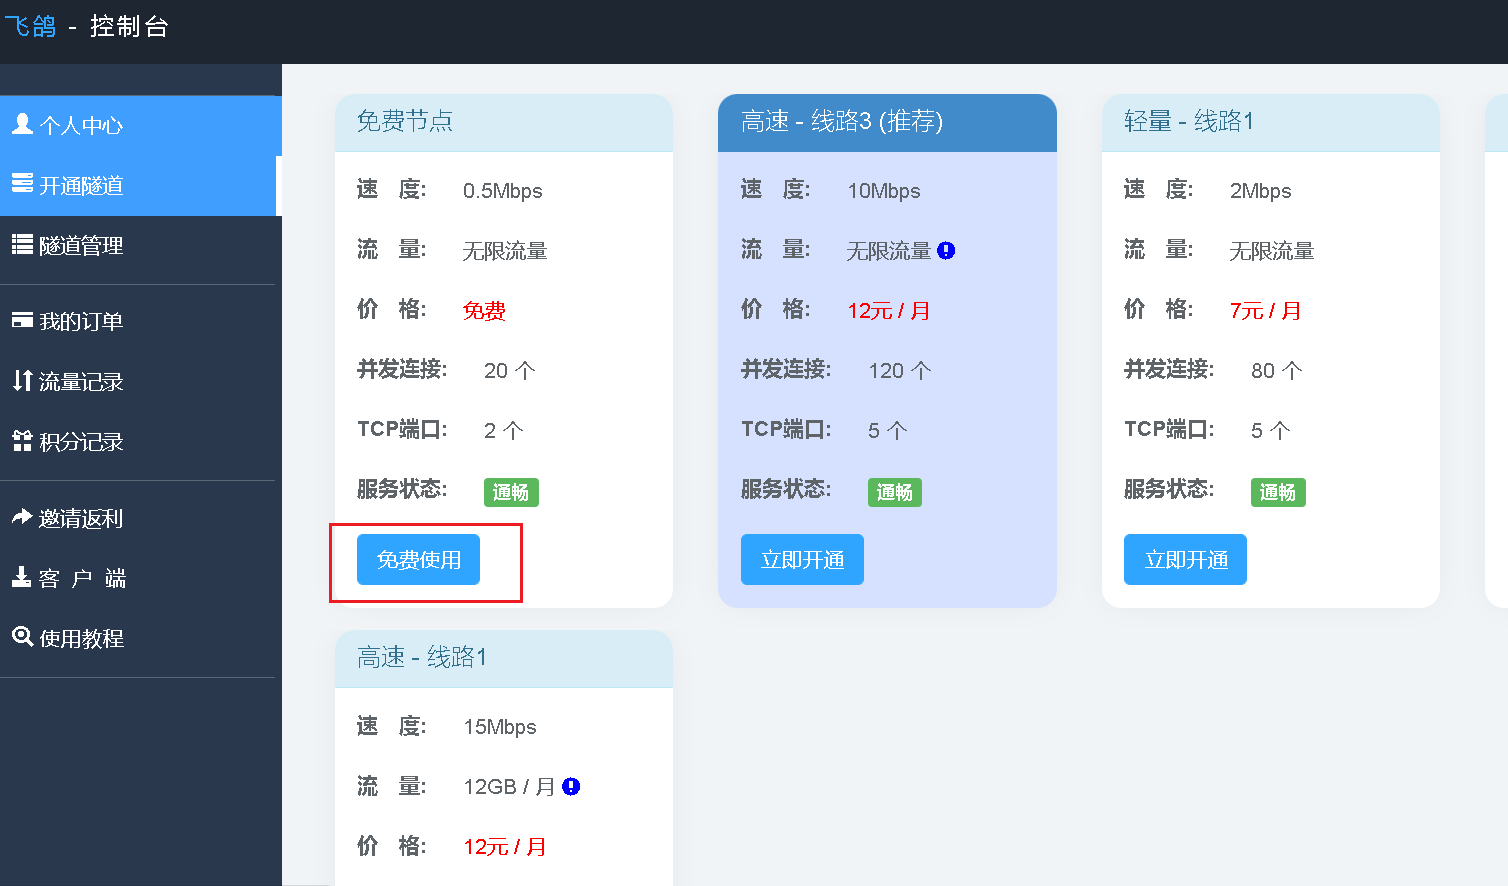 飞鸽 - 控制台
个人中心
开通隧道
隧道管理
我的订单
流量记录
积分记录
邀请返利
客 户 端
使用教程
免费节点
速 度: 0.5Mbps
流 量: 无限流量
价 格: 免费
并发连接: 20 个
TCP端口: 2 个
服务状态: 通畅
免费使用
高速 - 线路3 (推荐)
速 度: 10Mbps
流 量: 无限流量
价 格: 12元 / 月
并发连接: 120 个
TCP端口: 5 个
服务状态: 通畅
立即开通
轻量 - 线路1
速 度: 2Mbps
流 量: 无限流量
价 格: 7元 / 月
并发连接: 80 个
TCP端口: 5 个
服务状态: 通畅
立即开通
高速 - 线路1
速 度: 15Mbps
流 量: 12GB / 月
价 格: 12元 / 月